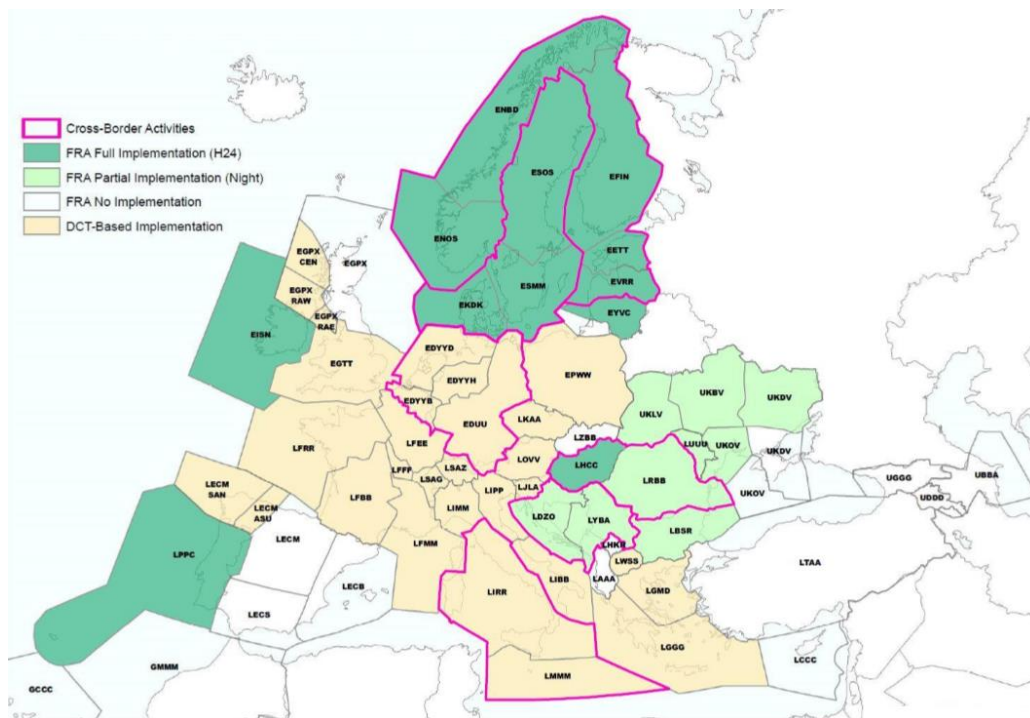 Cross-Border Activities
FRA Full Implementation (H24)
FRA Partial Implementation (Night)
FRA No Implementation
DCT-Based Implementation
ENBD
ESOS
EFIN
ENOS
EGPX
CEN
EGPX
EETT
EVRR
ESMM
EGPX
RAW
EKDK
EYVC
EGPX
RAE
EISN
EGTT
EDYYD
EPWW
EDYYH
UKBV
UKDV
EDYYB
UKLV
LKAA
EDUU
LFRR
LFEE
LZBB
LUUU
UKOV
UKDV
LOVV
LHCC
LFFF
LSAZ
LSAG
UGGG
UBBA
LECM
SAN
LFBB
LIPP
LJLA
LRBB
UKOV
UDDD
LECM
ASU
LIMM
LDZO
LYBA
LBSR
LECM
LFMM
LPPC
LWSS
LIBB
LAAA
LTAA
LECB
LIRR
LGMD
LECS
LGGG
GMMM
LCCC
LMMM
GCCC